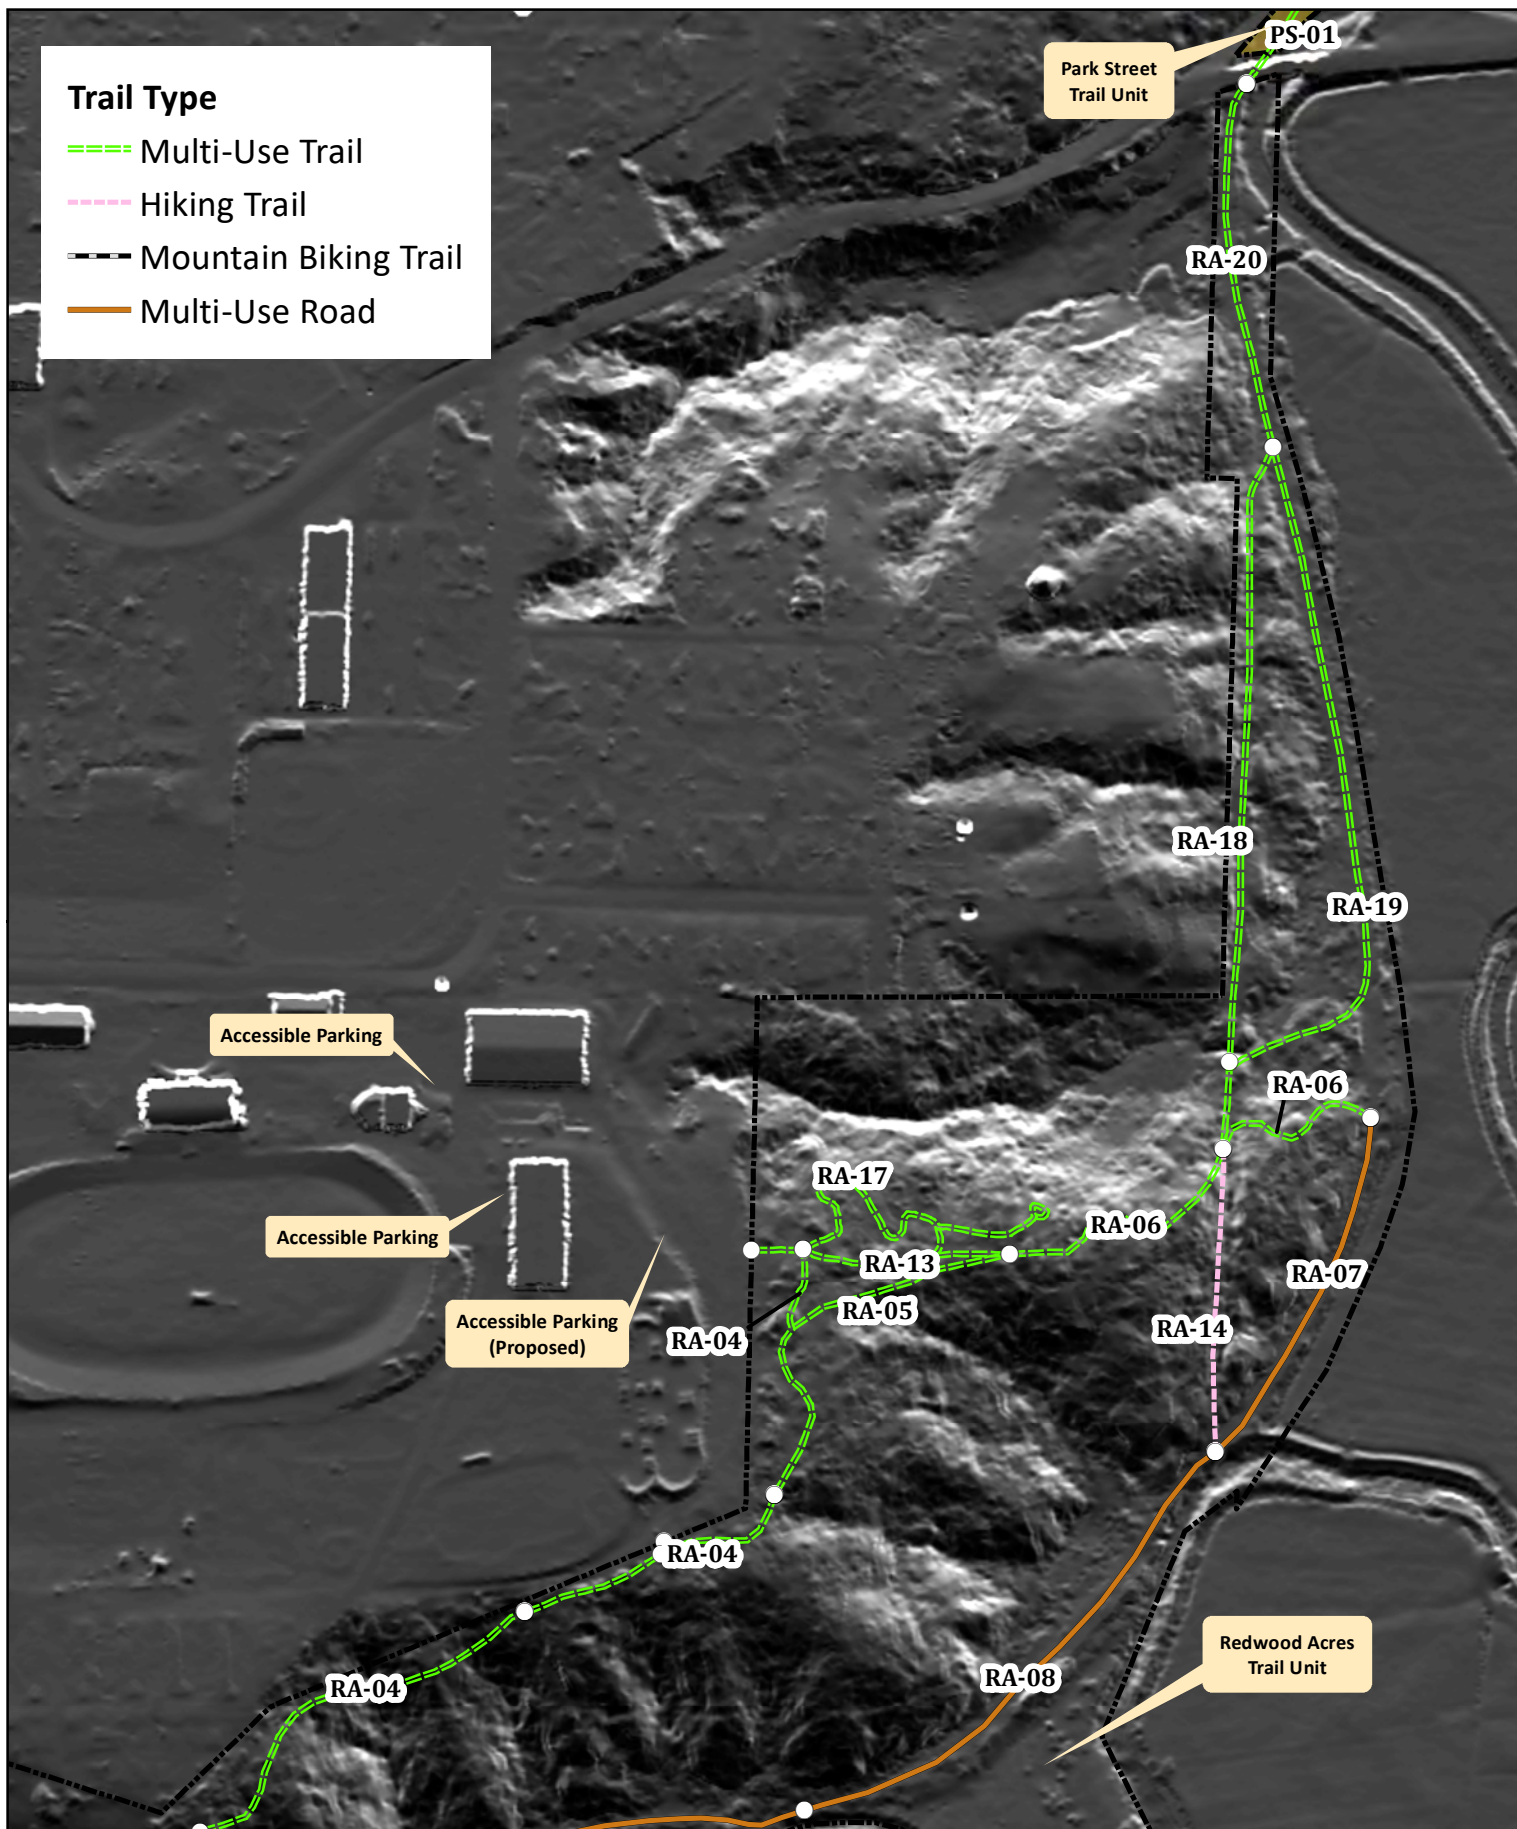 PS-01
Park Street
Trail Unit
Trail Type
Multi-Use Trail
Hiking Trail
Mountain Biking Trail
Multi-Use Road
RA-20
RA-18
RA-19
Accessible Parking
RA-06
RA-17
RA-06
Accessible Parking
RA-13
RA-07
RA-05
Accessible Parking
(Proposed)
RA-04
RA-14
RA-04
Redwood Acres
Trail Unit
RA-08
RA-04